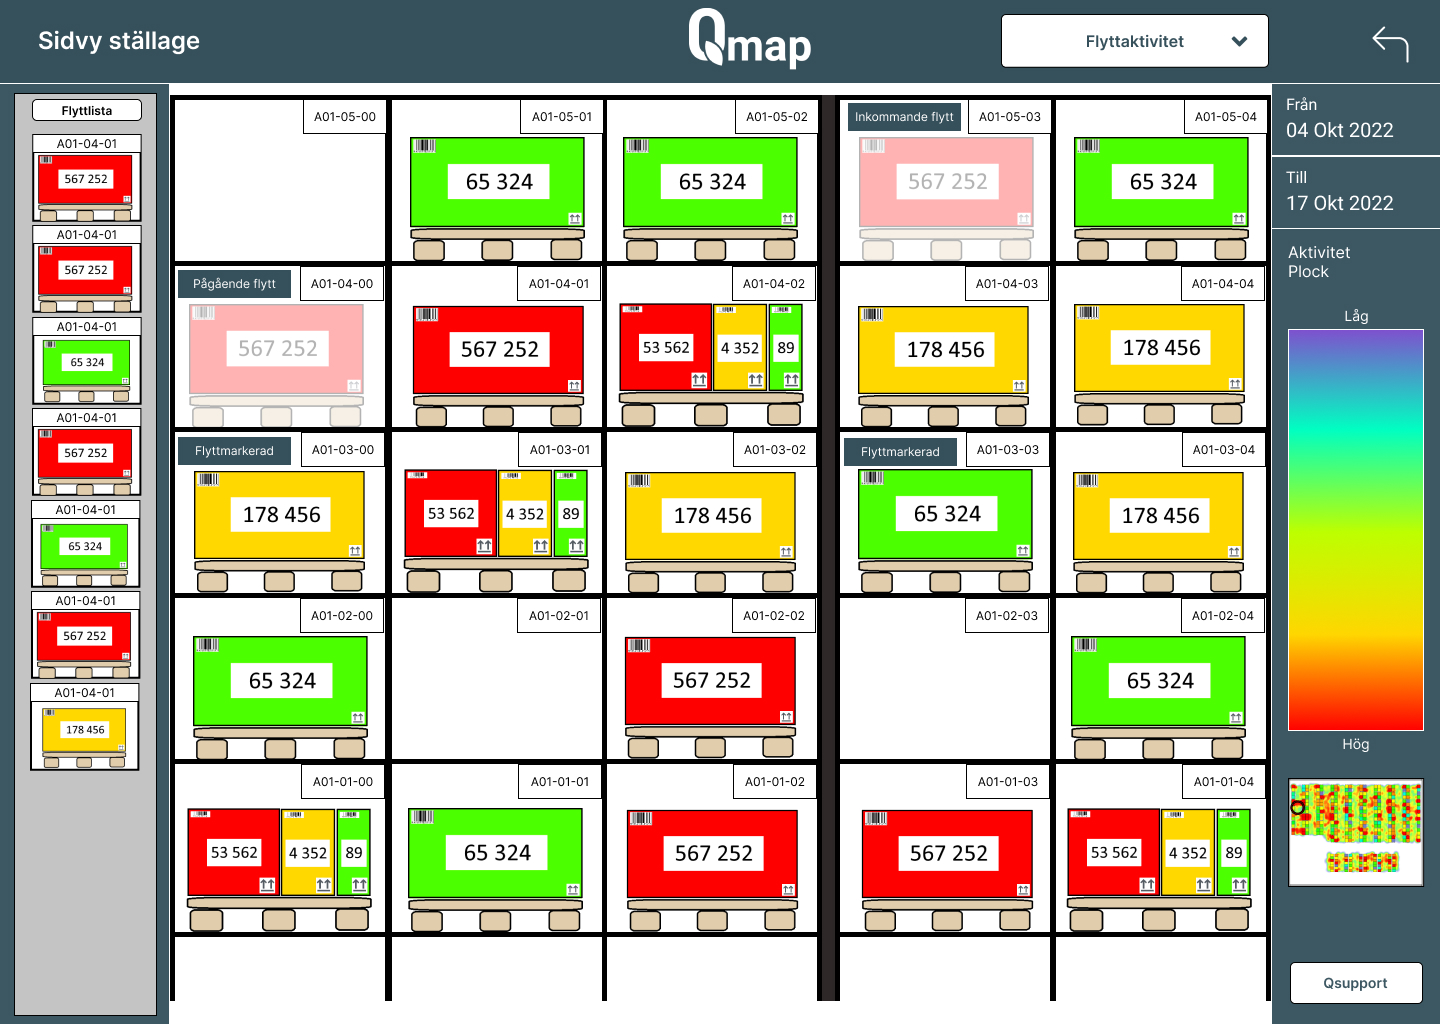 Sidvy ställage
Qmap
Flyttaktivitet
Flyttlista
A01-04-01
567 252
A01-04-01
567 252
A01-04-01
65 324
A01-04-01
567 252
A01-04-01
65 324
A01-04-01
567 252
A01-04-01
178 456
A01-05-00
A01-05-01
65 324
A01-05-02
65 324
Inkommande flytt
A01-05-03
567 252
A01-05-04
65 324
Pågående flytt
A01-04-00
567 252
A01-04-01
567 252
A01-04-02
53 562
4 352
89
A01-04-03
178 456
A01-04-04
178 456
Flyttmarkerad
A01-03-00
178 456
A01-03-01
53 562
4 352
89
A01-03-02
178 456
Flyttmarkerad
A01-03-03
65 324
A01-03-04
178 456
A01-02-00
65 324
A01-02-01
A01-02-02
567 252
A01-02-03
A01-02-04
65 324
A01-01-00
53 562
4 352
89
A01-01-01
65 324
A01-01-02
567 252
A01-01-03
567 252
A01-01-04
53 562
4 352
89
Från
04 Okt 2022
Till
17 Okt 2022
Aktivitet
Plock
Låg
Hög
Qsupport